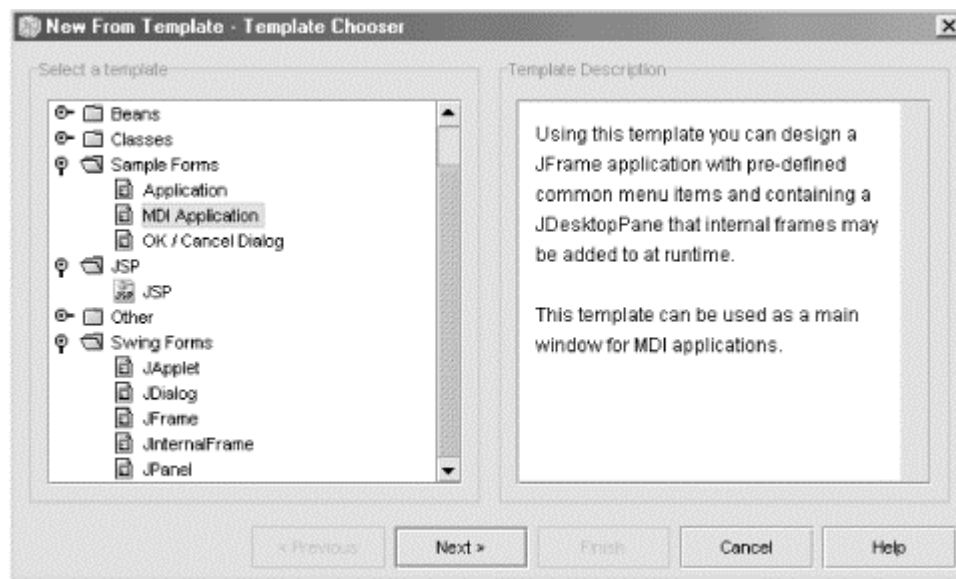 New From Template - Template Chooser
Select a template
Beans
Classes
Sample Forms
Application
MDI Application
OK / Cancel Dialog
JSP
JSP
JSP
Other
Swing Forms
JApplet
JDialog
JFrame
JInternalFrame
JPanel
Template Description
Using this template you can design a
JFrame application with pre-defined
common menu items and containing a
JDesktopPane that internal frames may
be added to at runtime.
This template can be used as a main
window for MDI applications.
< Previous
Next >
Finish
Cancel
Help